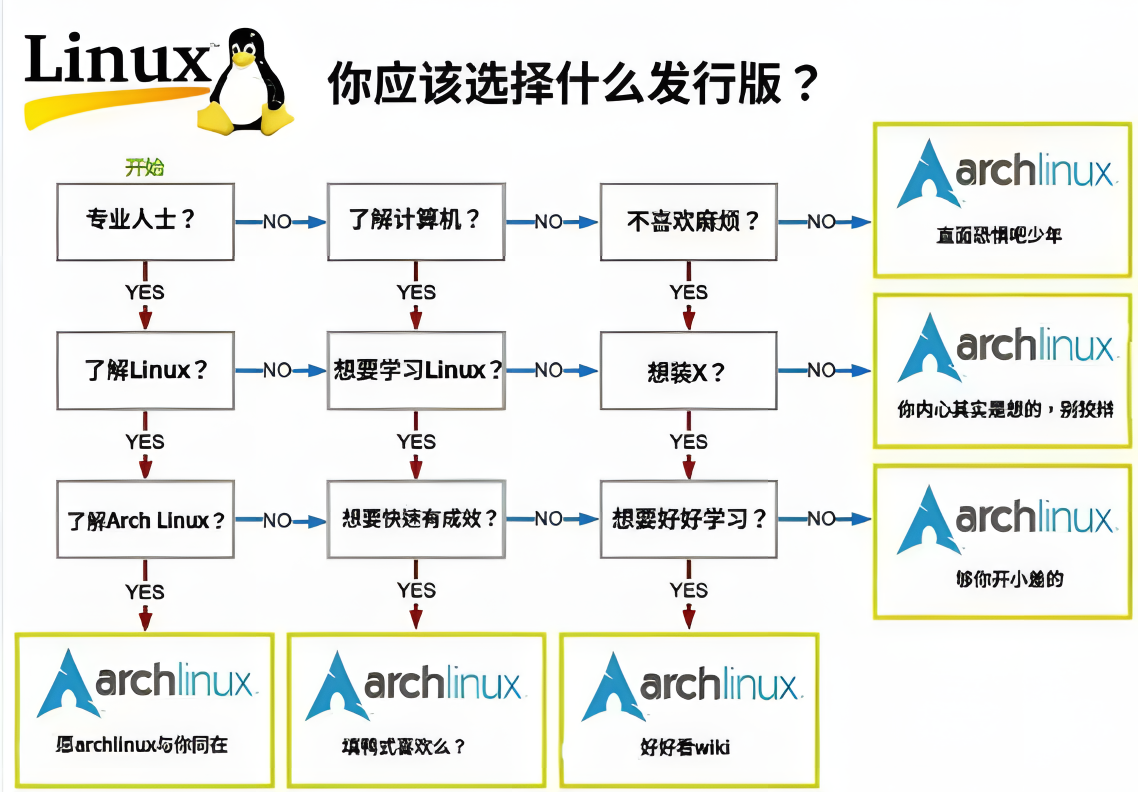 Linux
你应该选择什么发行版？
开始
专业人士？
NO
了解计算机？
NO
不喜欢麻烦？
NO
archlinux
直面恐惧吧少年
YES
YES
YES
了解Linux？
NO
想要学习Linux？
NO
想装X？
NO
archlinux
你内心其实是想的，别狡辩
YES
YES
YES
了解Arch Linux？
NO
想要快速有成效？
NO
想要好好学习？
NO
archlinux
够你开小差的
YES
YES
YES
archlinux
愿archlinux与你同在
archlinux
填鸭式喜欢么？
archlinux
好好看wiki